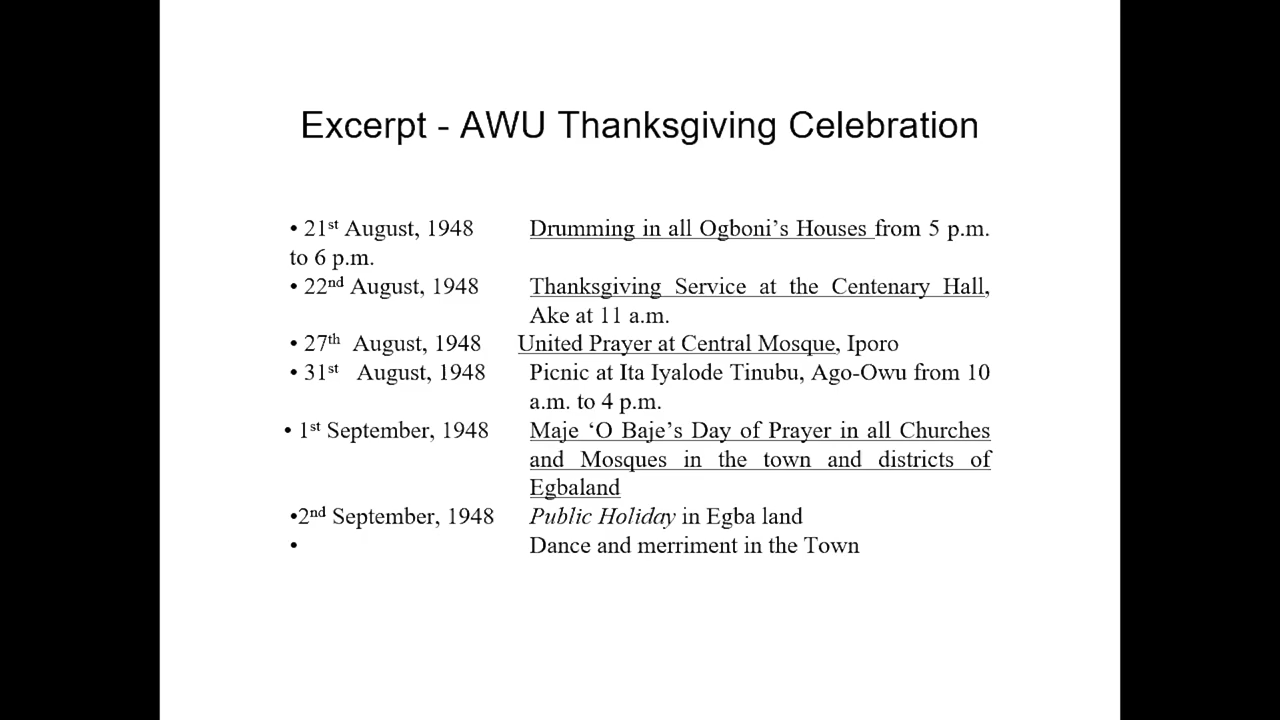 Excerpt - AWU Thanksgiving Celebration
• 21st August, 1948 Drumming in all Ogboni’s Houses from 5 p.m.
to 6 p.m.
• 22nd August, 1948 Thanksgiving Service at the Centenary Hall,
Ake at 11 a.m.
• 27th August, 1948 United Prayer at Central Mosque, Iporo
• 31st August, 1948 Picnic at Ita Iyalode Tinubu, Ago-Owu from 10
a.m. to 4 p.m.
• 1st September, 1948 Maje ‘O Baje’s Day of Prayer in all Churches
and Mosques in the town and districts of
Egbaland
•2nd September, 1948 Public Holiday in Egba land
• Dance and merriment in the Town